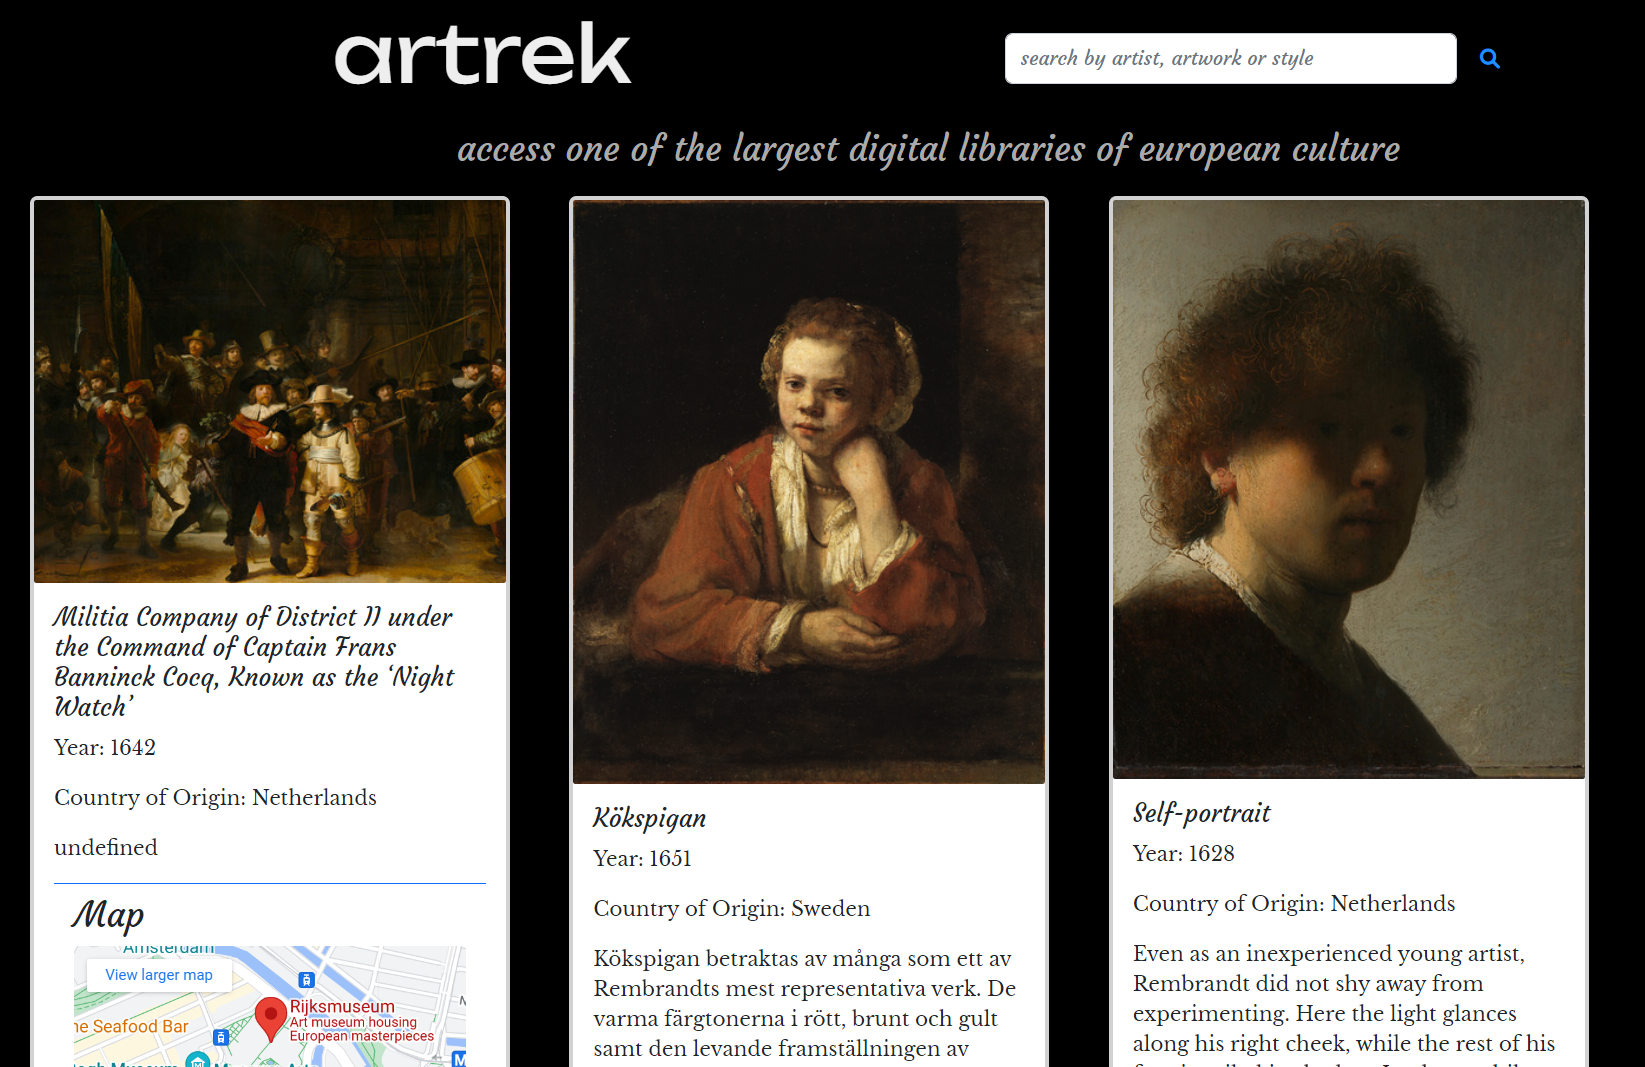 artrek
search by artist, artwork or style
access one of the largest digital libraries of european culture
Militia Company of District II under
the Command of Captain Frans
Banninck Cocq, Known as the ‘Night
Watch’
Year: 1642
Country of Origin: Netherlands
undefined
Map
Amsterdam
View larger map
Rijksmuseum
Art museum housing
European masterpieces
Seafood Bar
M
Kökspigan
Year: 1651
Country of Origin: Sweden
Kökspigan betraktas av många som ett av
Rembrandts mest representativa verk. De
varma färgtonerna i rött, brunt och gult
samt den levande framställningen av
Self-portrait
Year: 1628
Country of Origin: Netherlands
Even as an inexperienced young artist,
Rembrandt did not shy away from
experimenting. Here the light glances
along his right cheek, while the rest of his